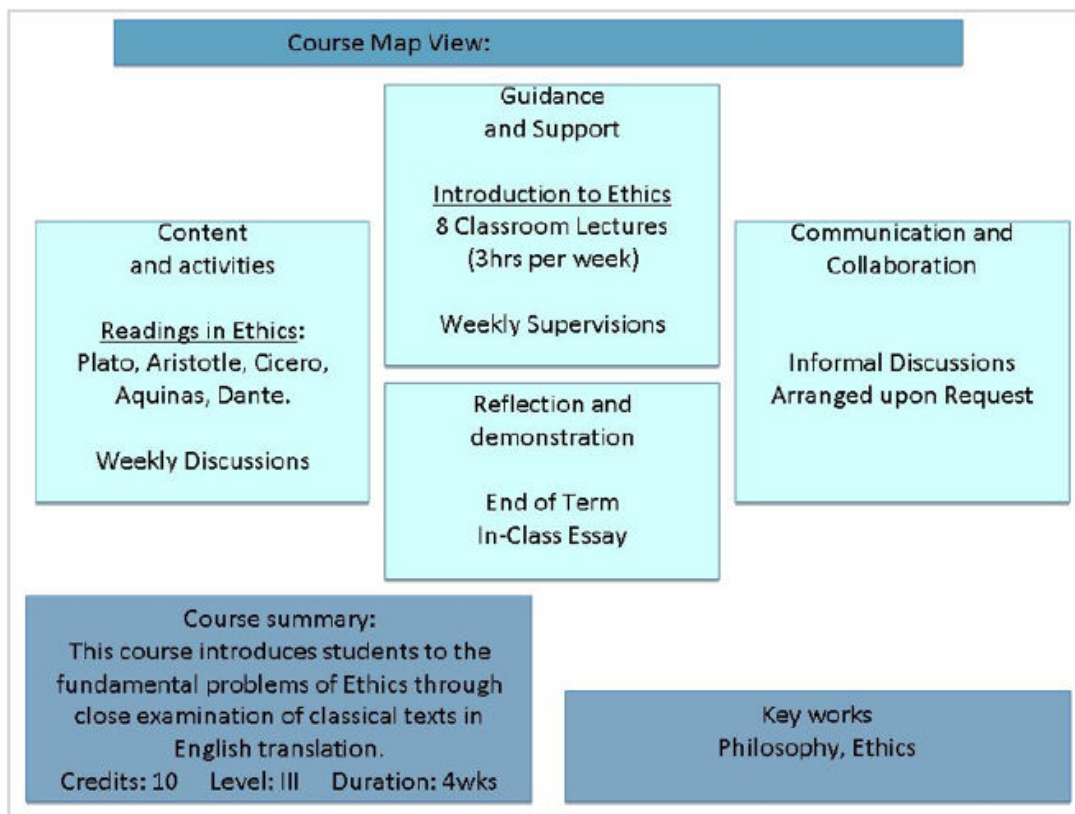 Course Map View:
Guidance
and Support
Introduction to Ethics
8 Classroom Lectures
(3hrs per week)
Weekly Supervisions
Content
and activities
Readings in Ethics:
Plato, Aristotle, Cicero,
Aquinas, Dante.
Weekly Discussions
Communication and
Collaboration
Informal Discussions
Arranged upon Request
Reflection and
demonstration
End of Term
In-Class Essay
Course summary:
This course introduces students to the
fundamental problems of Ethics through
close examination of classical texts in
English translation.
Credits: 10 Level: III Duration: 4wks
Key works
Philosophy, Ethics